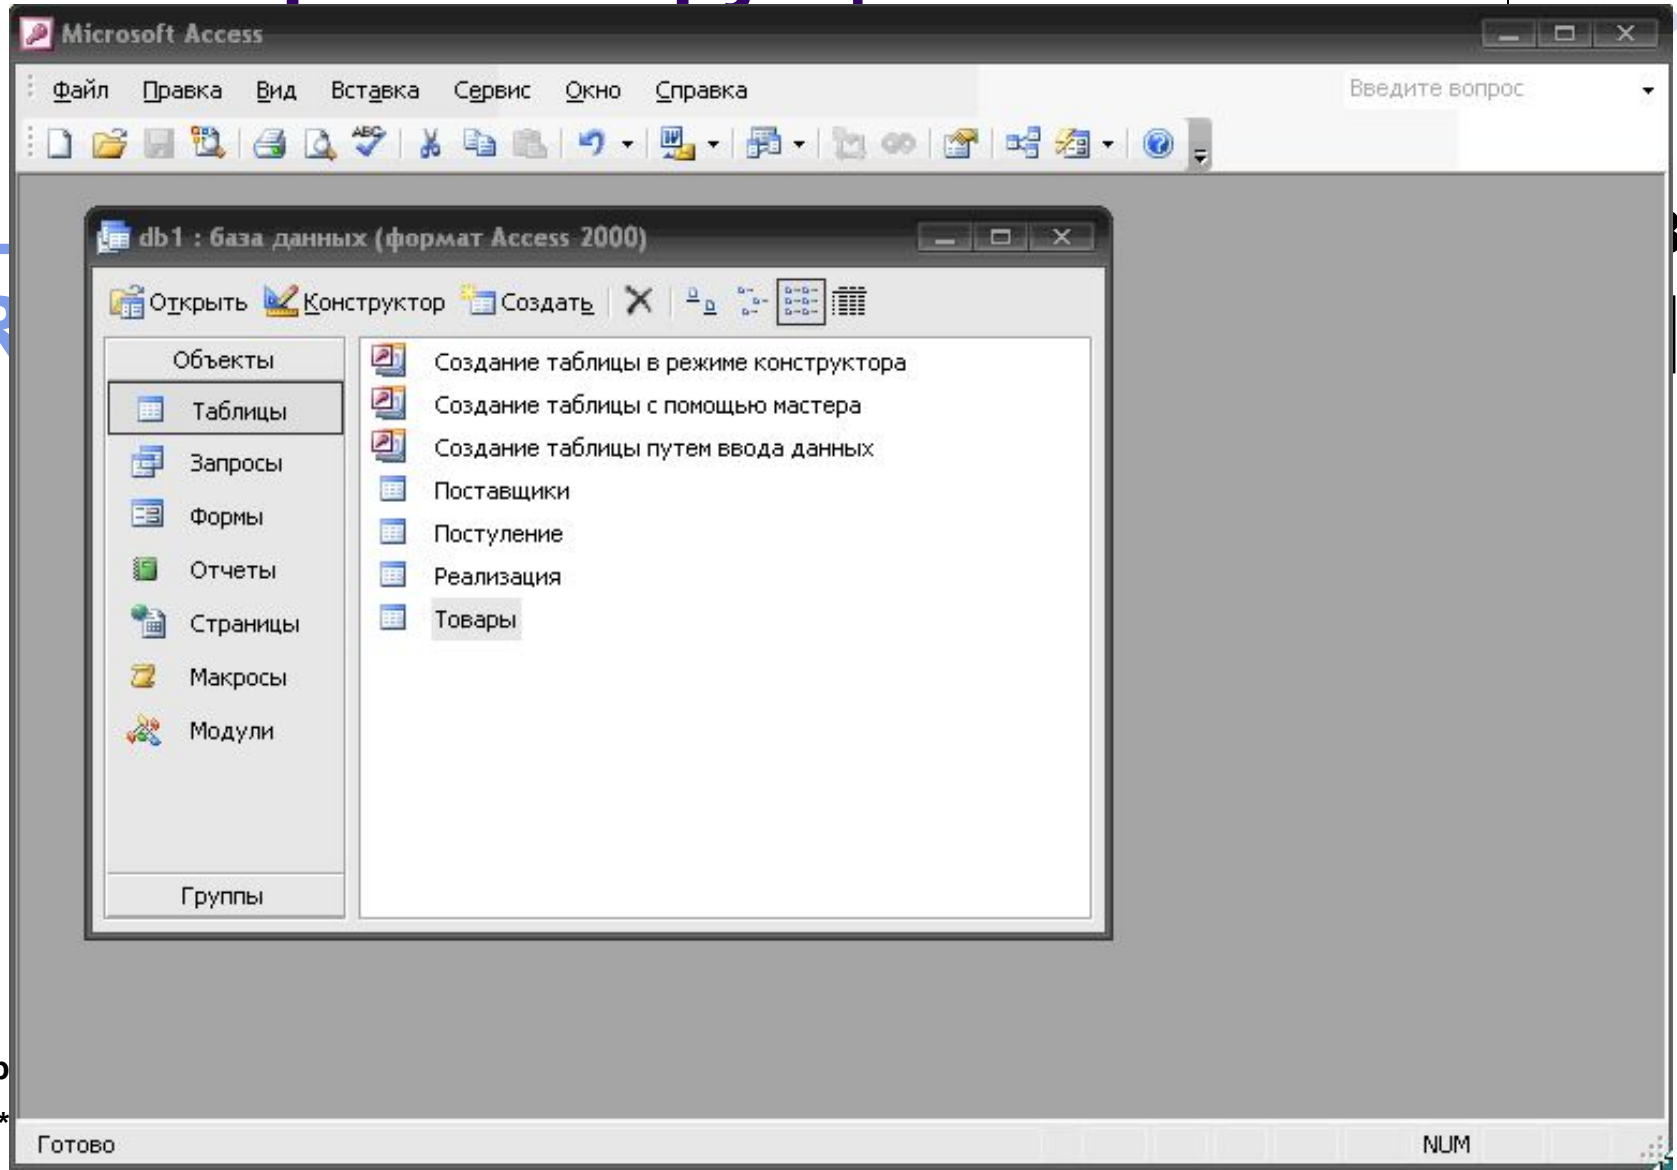 Microsoft Access
Файл Правка Вид Вставка Сервис Окно Справка Введите вопрос
db1 : база данных (формат Access 2000)
Открыть Конструктор Создать
Объекты
Таблицы
Запросы
Формы
Отчеты
Страницы
Макросы
Модули
Группы
Создание таблицы в режиме конструктора
Создание таблицы с помощью мастера
Создание таблицы путем ввода данных
Поставщики
Постуление
Реализация
Товары
Готово NUM